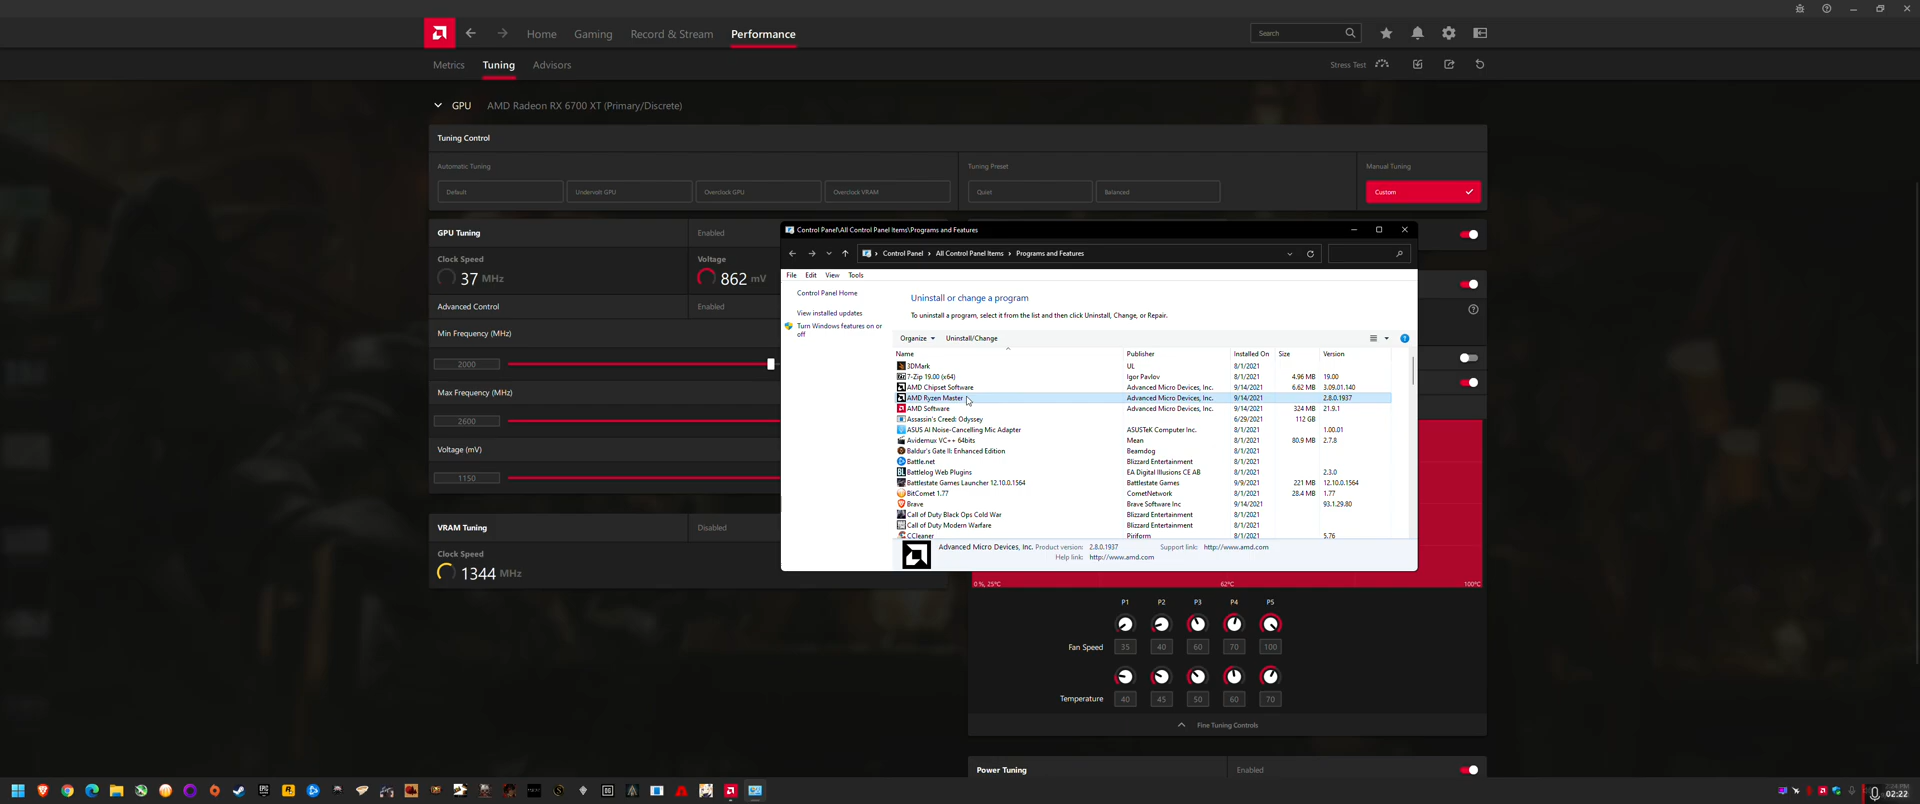 Home Gaming Record & Stream Performance
Search
Metrics Tuning Advisors
Stress Test
GPU AMD Radeon RX 6700 XT (Primary/Discrete)
Tuning Control
Automatic Tuning
Tuning Preset
Manual Tuning
Default
Undervolt GPU
Overclock GPU
Overclock VRAM
Quiet
Balanced
Custom
GPU Tuning
Enabled
Clock Speed
37 MHz
Voltage
862 mV
Advanced Control
Enabled
Min Frequency (MHz)
2000
Max Frequency (MHz)
2600
Voltage (mV)
1150
VRAM Tuning
Disabled
Clock Speed
1344 MHz
Control Panel\All Control Panel Items\Programs and Features
Control Panel > All Control Panel Items > Programs and Features
File Edit View Tools
Control Panel Home
View installed updates
Turn Windows features on or
off
Uninstall or change a program
To uninstall a program, select it from the list and then click Uninstall, Change, or Repair.
Organize Uninstall/Change
Name Publisher Installed On Size Version
3DMark UL 8/1/2021
7-Zip 19.00 (x64) Igor Pavlov 8/1/2021 4.96 MB 19.00
AMD Chipset Software Advanced Micro Devices, Inc. 9/14/2021 6.62 MB 3.09.01.140
AMD Ryzen Master Advanced Micro Devices, Inc. 9/14/2021 2.8.0.1937
AMD Software Advanced Micro Devices, Inc. 9/14/2021 324 MB 21.9.1
Assassin's Creed: Odyssey 6/29/2021 112 GB
ASUS AI Noise-Cancelling Mic Adapter ASUSTeK Computer Inc. 8/1/2021 1.00.01
Avidemux VC++ 64bits Mean 8/1/2021 80.9 MB 2.7.8
Baldur's Gate II: Enhanced Edition Beamdog 8/1/2021
Battle.net Blizzard Entertainment 8/1/2021
Battlelog Web Plugins EA Digital Illusions CE AB 8/1/2021 2.3.0
Battlestate Games Launcher 12.10.0.1564 Battlestate Games 9/9/2021 221 MB 12.10.0.1564
BitComet 1.77 CometNetwork 8/1/2021 28.4 MB 1.77
Brave Brave Software Inc 9/14/2021 93.1.29.80
Call of Duty Black Ops Cold War Blizzard Entertainment 8/1/2021
Call of Duty Modern Warfare Blizzard Entertainment 8/1/2021
CCleaner Piriform 8/1/2021 5.76
Advanced Micro Devices, Inc. Product version: 2.8.0.1937 Support link: http://www.amd.com
Help link: http://www.amd.com
0 %, 25°C 62°C 100°C
P1 P2 P3 P4 P5
Fan Speed 35 40 60 70 100
Temperature 40 45 50 60 70
Fine Tuning Controls
Power Tuning
Enabled
02:22